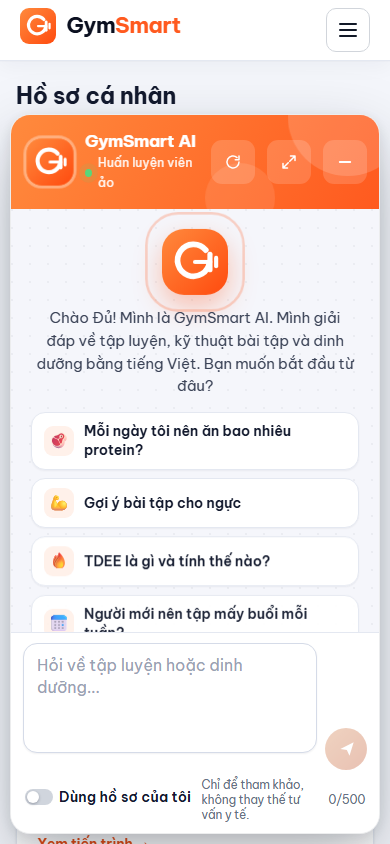 GymSmart
Hồ sơ cá nhân
GymSmart AI
Huấn luyện viên
ảo
Chào Đủ! Mình là GymSmart AI. Mình giải
đáp về tập luyện, kỹ thuật bài tập và dinh
dưỡng bằng tiếng Việt. Bạn muốn bắt đầu từ
đâu?
Mỗi ngày tôi nên ăn bao nhiêu
protein?
Gợi ý bài tập cho ngực
TDEE là gì và tính thế nào?
Người mới nên tập mấy buổi mỗi
tuần?
Hỏi về tập luyện hoặc dinh
dưỡng...
Dùng hồ sơ của tôi
Chỉ để tham khảo,
không thay thế tư
vấn y tế.
0/500
Xem tiến trình